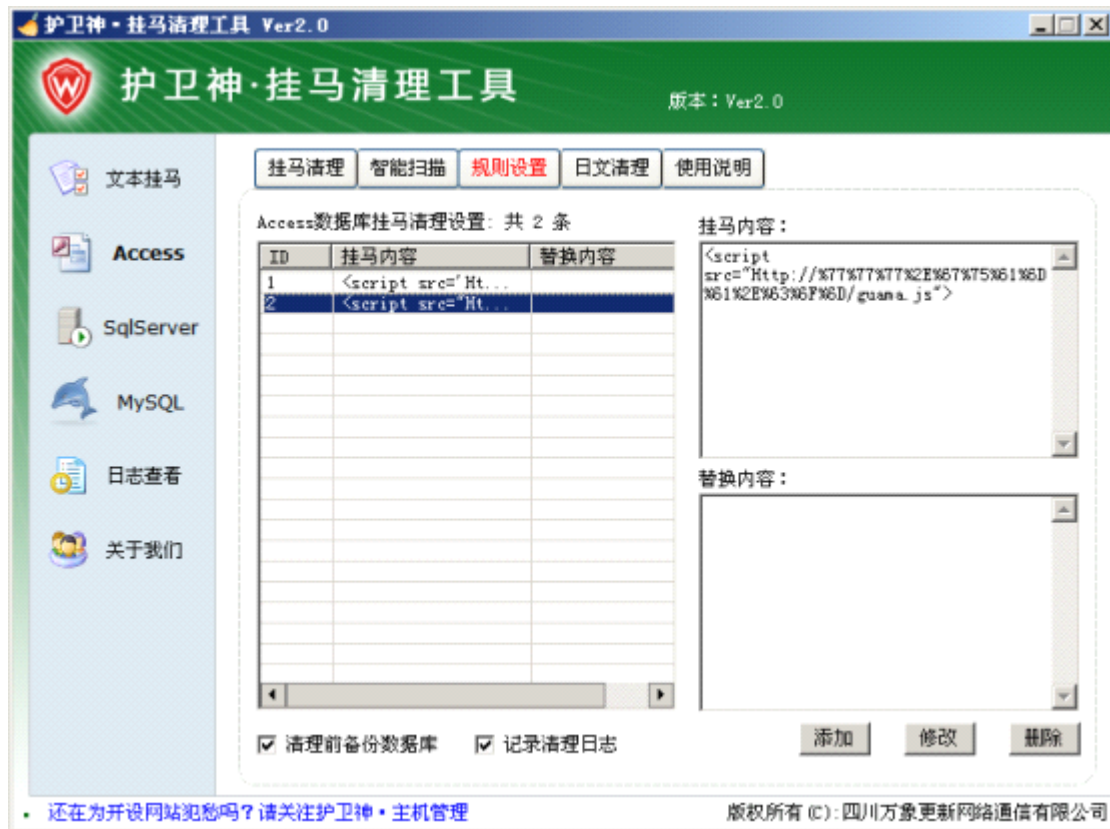 护卫神·挂马清理工具 Ver2.0
护卫神·挂马清理工具
版本：Ver2.0
文本挂马
Access
SqlServer
MySQL
日志查看
关于我们
挂马清理 智能扫描 规则设置 日文清理 使用说明
Access数据库挂马清理设置: 共 2 条
ID 挂马内容 替换内容
1 <script src='Ht...
2 <script src="Ht...
挂马内容：
<script
src="Http://%77%77%77%2E%67%75%61%6D
%61%2E%63%6F%6D/guama.js">
替换内容：
清理前备份数据库 记录清理日志
添加 修改 删除
还在为开设网站犯愁吗？请关注护卫神·主机管理
版权所有 (C):四川万象更新网络通信有限公司